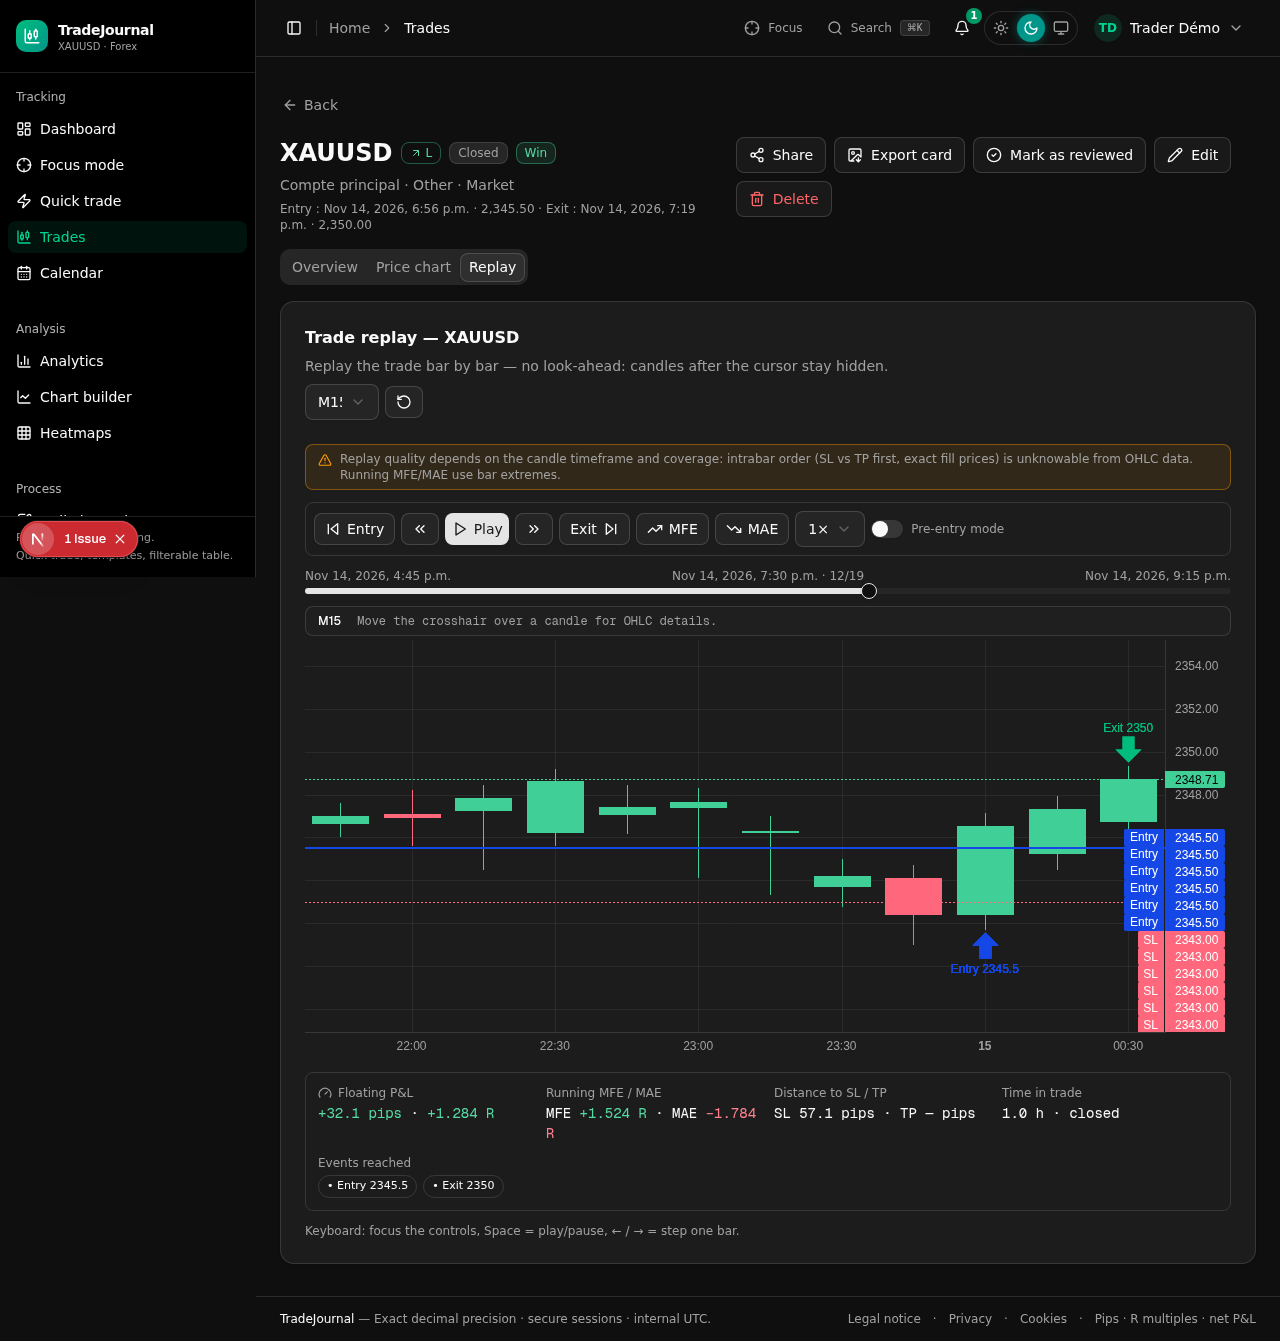 TradeJournal
XAUUSD · Forex
Home > Trades
Focus
Search ⌘K
1
TD Trader Démo
Tracking
Dashboard
Focus mode
Quick trade
Trades
Calendar
Analysis
Analytics
Chart builder
Heatmaps
Process
N 1 Issue
Back
XAUUSD L Closed Win
Compte principal · Other · Market
Entry : Nov 14, 2026, 6:56 p.m. · 2,345.50 · Exit : Nov 14, 2026, 7:19
p.m. · 2,350.00
Share Export card Mark as reviewed Edit
Delete
Overview Price chart Replay
Trade replay — XAUUSD
Replay the trade bar by bar — no look-ahead: candles after the cursor stay hidden.
M1
Replay quality depends on the candle timeframe and coverage: intrabar order (SL vs TP first, exact fill prices) is unknowable from OHLC data.
Running MFE/MAE use bar extremes.
Entry Play Exit MFE MAE 1× Pre-entry mode
Nov 14, 2026, 4:45 p.m. Nov 14, 2026, 7:30 p.m. · 12/19 Nov 14, 2026, 9:15 p.m.
M15 Move the crosshair over a candle for OHLC details.
2354.00
2352.00
Exit 2350
2350.00
2348.71
2348.00
Entry 2345.50
Entry 2345.50
Entry 2345.50
Entry 2345.50
Entry 2345.50
Entry 2345.50
SL 2343.00
SL 2343.00
Entry 2345.5
SL 2343.00
SL 2343.00
SL 2343.00
SL 2343.00
22:00 22:30 23:00 23:30 15 00:30
Floating P&L
+32.1 pips · +1.284 R
Running MFE / MAE
MFE +1.524 R · MAE −1.784
R
Distance to SL / TP
SL 57.1 pips · TP — pips
Time in trade
1.0 h · closed
Events reached
• Entry 2345.5 • Exit 2350
Keyboard: focus the controls, Space = play/pause, ← / → = step one bar.
TradeJournal — Exact decimal precision · secure sessions · internal UTC.
Legal notice · Privacy · Cookies · Pips · R multiples · net P&L